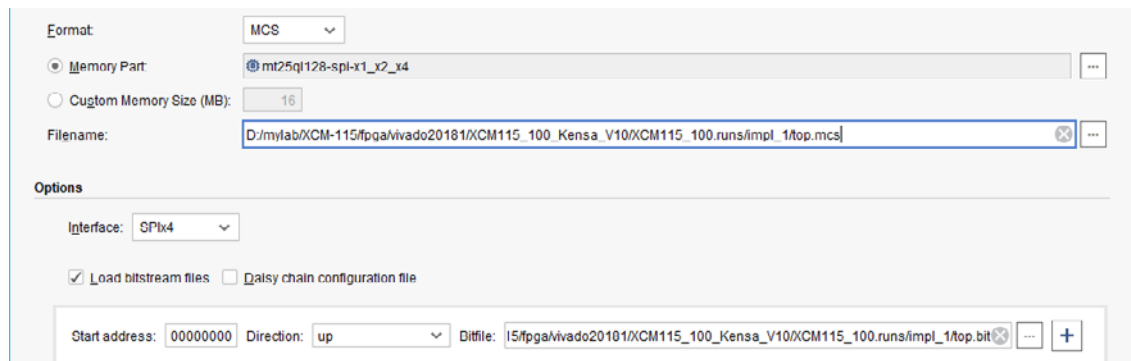 Format: MCS
Memory Part: mt25ql128-spi-x1_x2_x4 ...
Custom Memory Size (MB): 16
Filename: D:/mylab/XCM-115/fpga/vivado20181/XCM115_100_Kensa_V10/XCM115_100.runs/impl_1/top.mcs ...
Options
Interface: SPIx4
Load bitstream files Daisy chain configuration file
Start address: 00000000 Direction: up Bitfile: l5/fpga/vivado20181/XCM115_100_Kensa_V10/XCM115_100.runs/impl_1/top.bit ... +